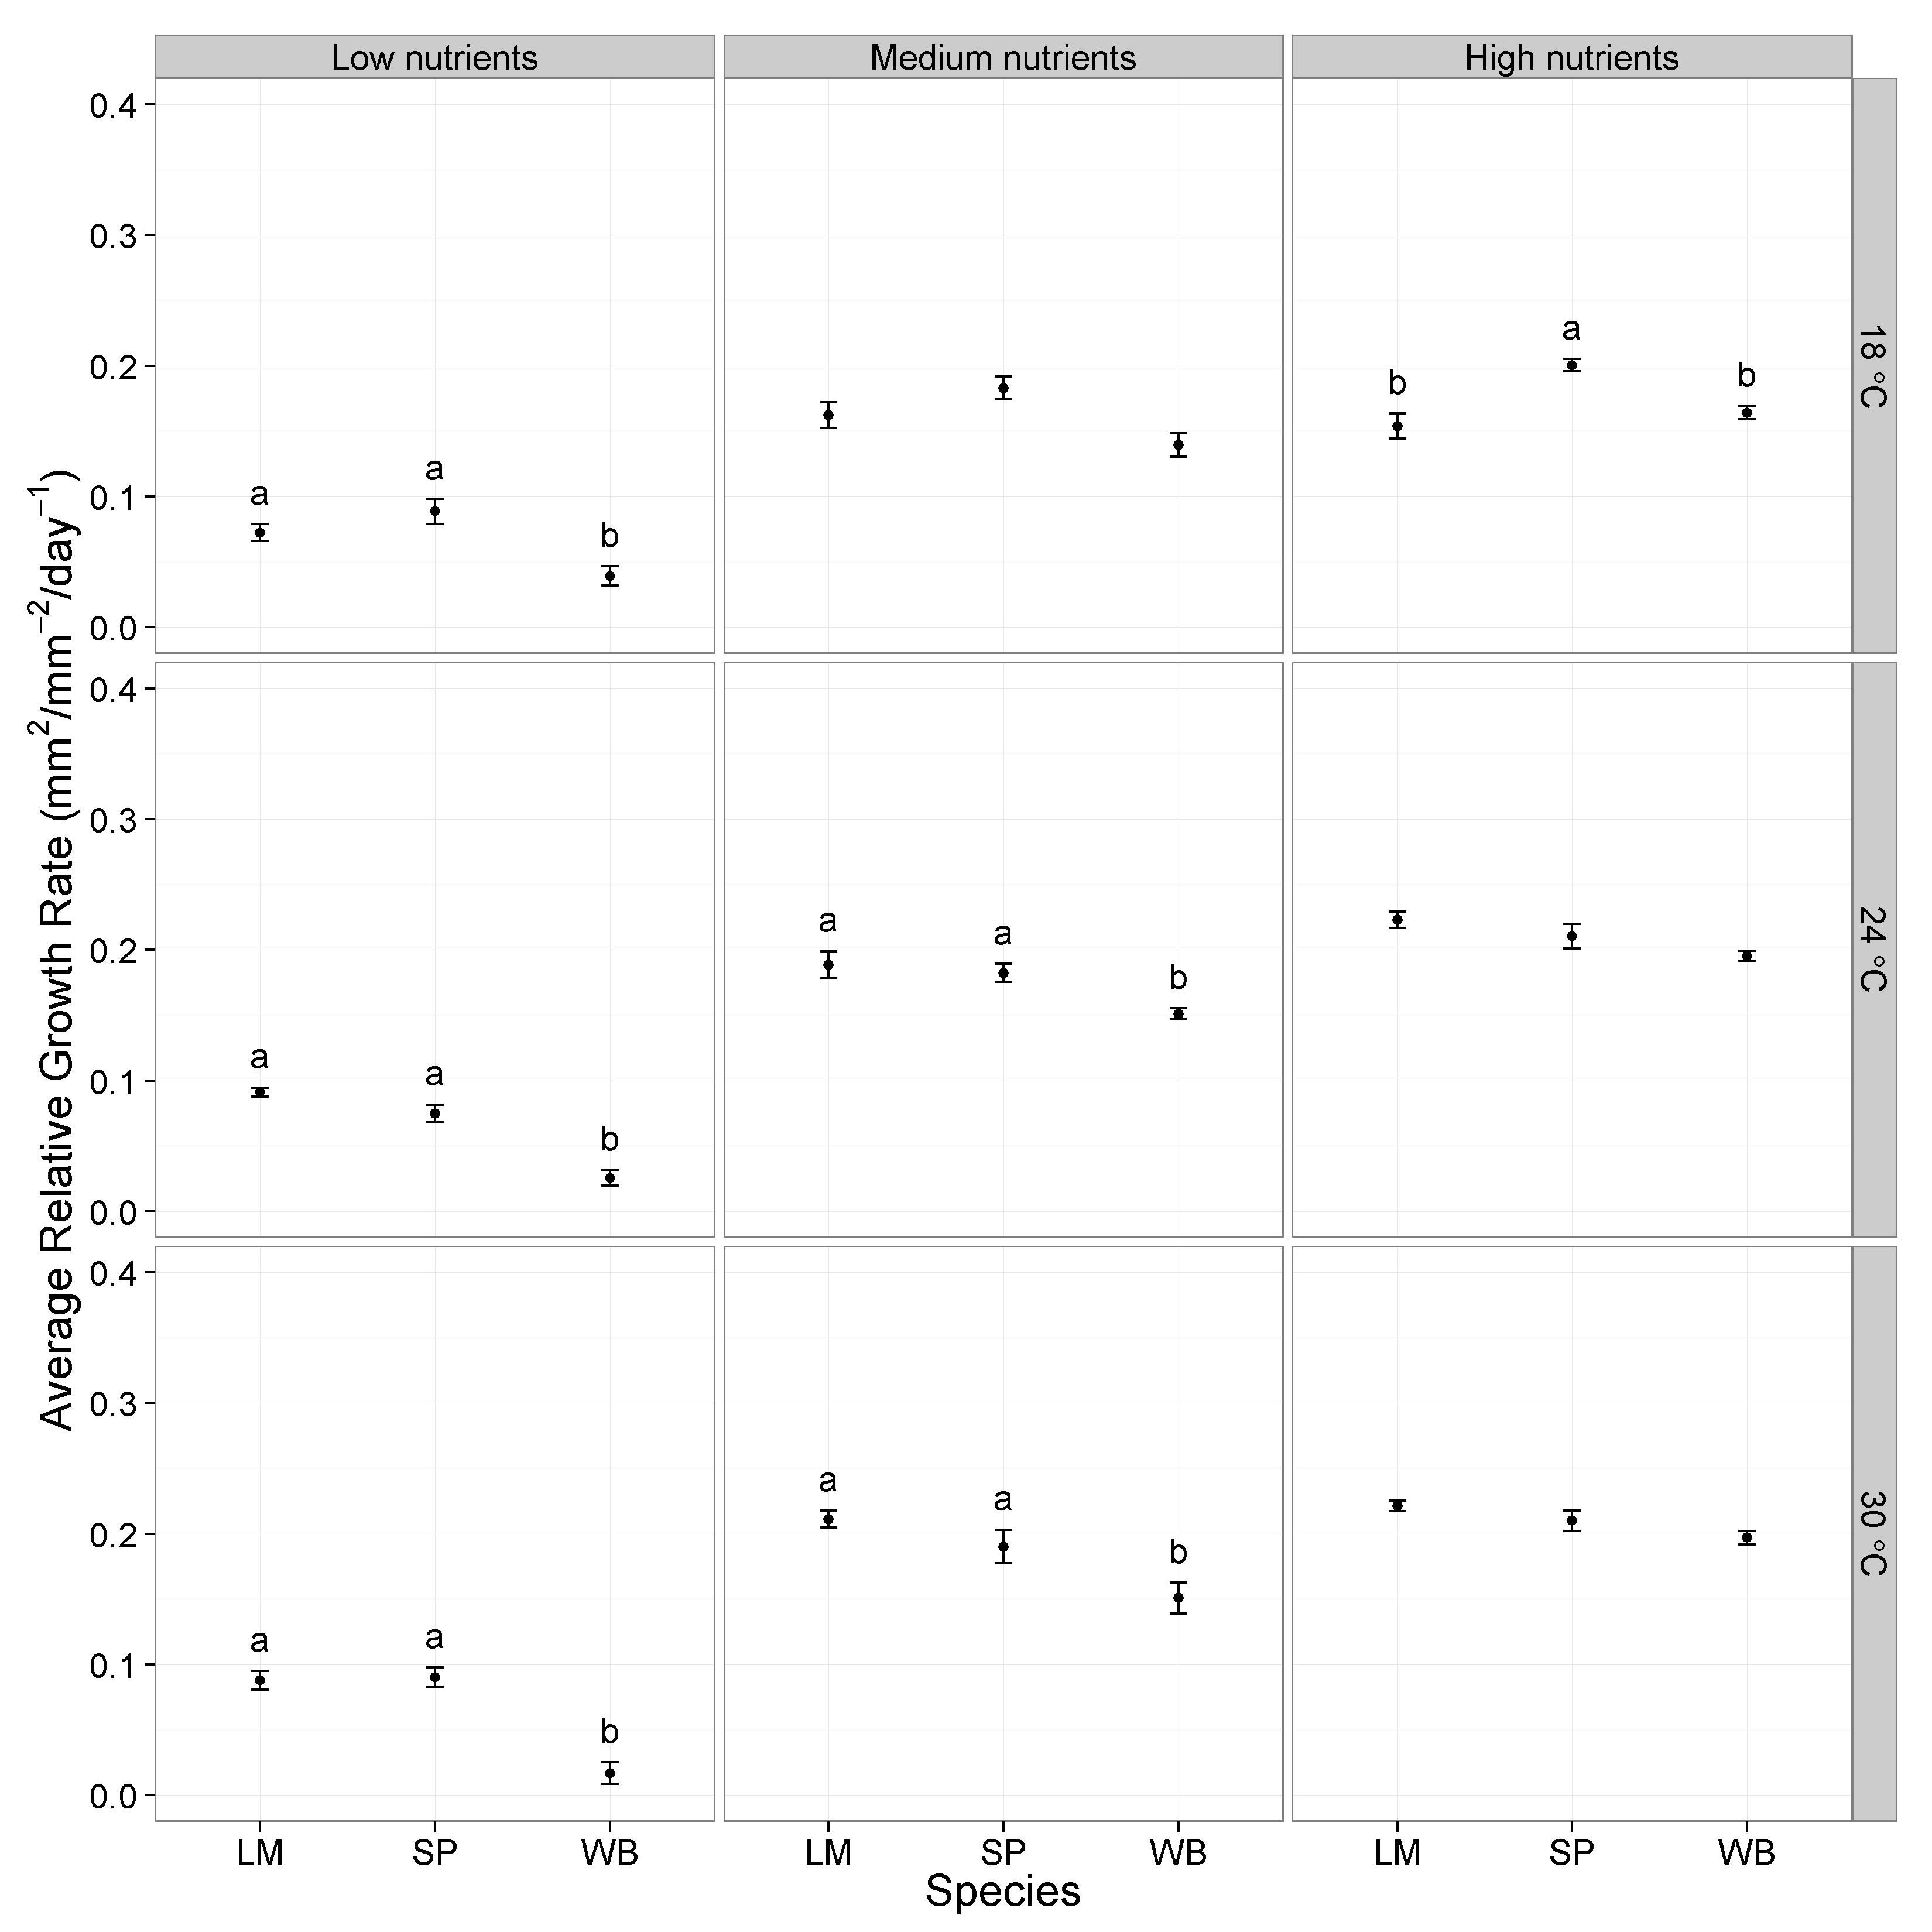 Low nutrients Medium nutrients High nutrients
Average Relative Growth Rate (mm²/mm⁻²/day⁻¹)
0.4
0.3
0.2
0.1
0.0
a a b
b a b
18 °C
0.4
0.3
0.2
0.1
0.0
a a b
a a b
24 °C
0.4
0.3
0.2
0.1
0.0
a a b
a a b
30 °C
LM SP WB LM SP WB LM SP WB
Species